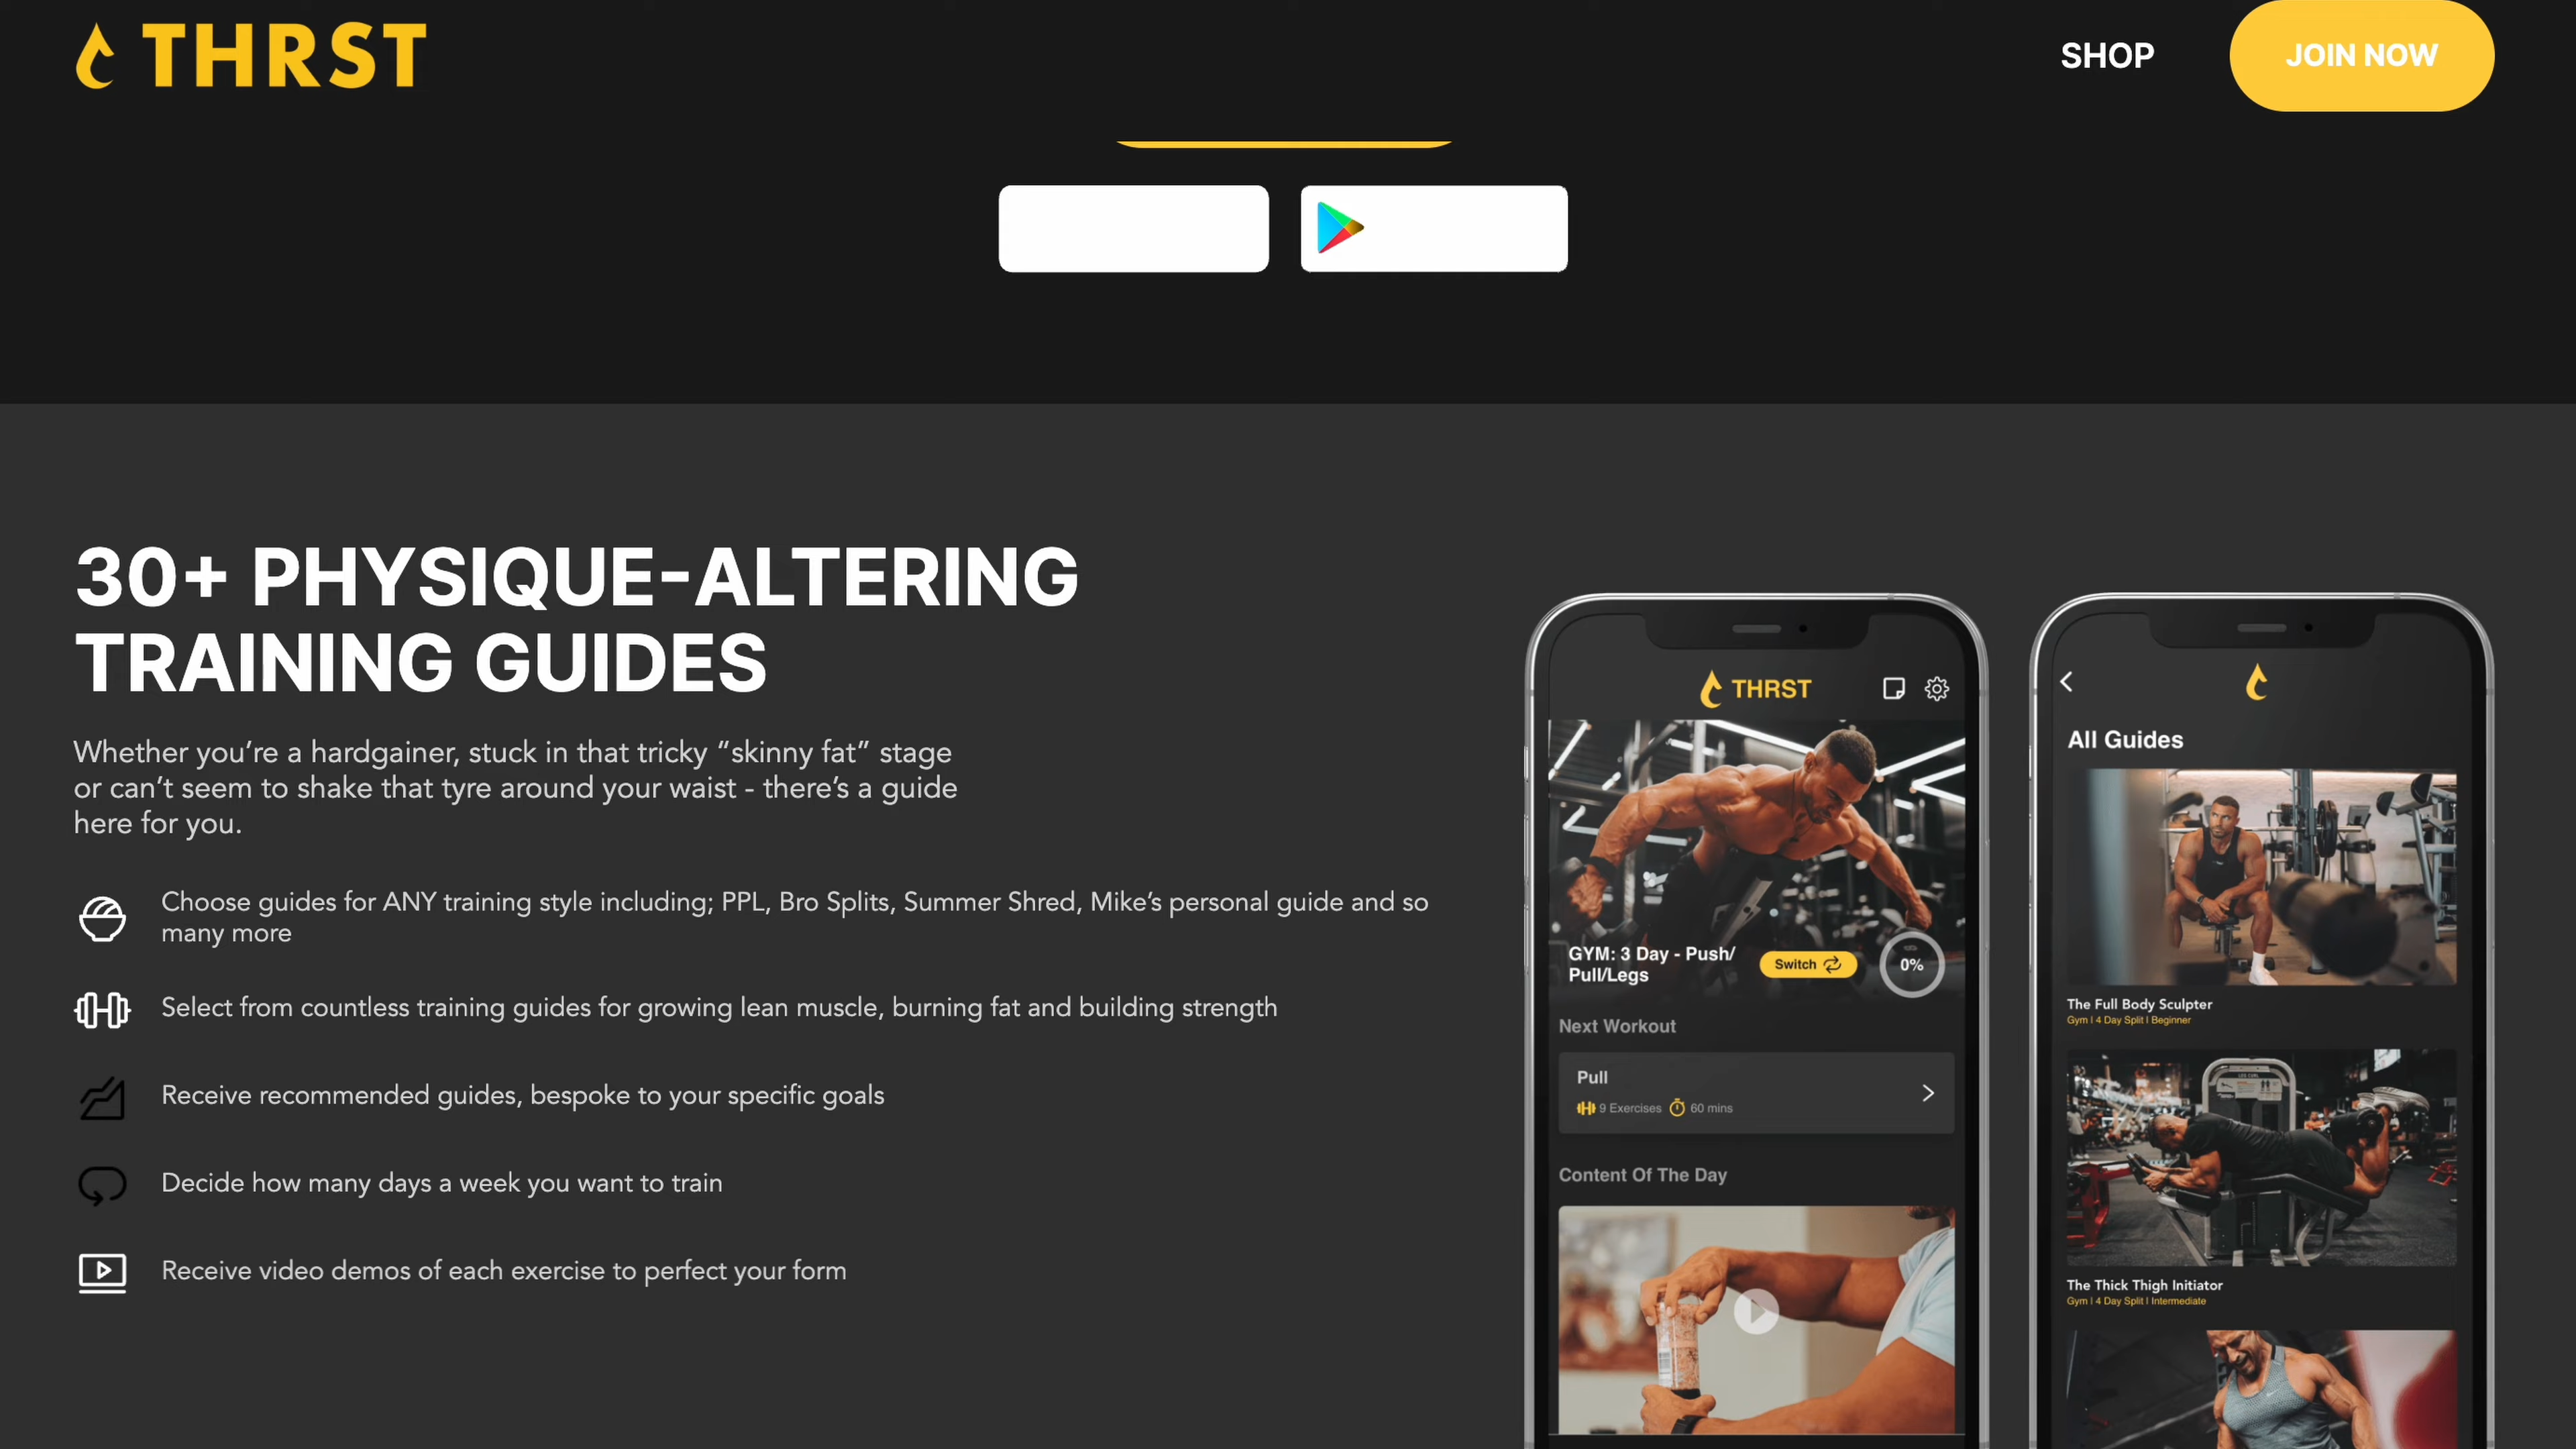 THRST
SHOP
JOIN NOW
30+ PHYSIQUE-ALTERING
TRAINING GUIDES
Whether you’re a hardgainer, stuck in that tricky “skinny fat” stage
or can’t seem to shake that tyre around your waist - there’s a guide
here for you.
Choose guides for ANY training style including; PPL, Bro Splits, Summer Shred, Mike’s personal guide and so
many more
Select from countless training guides for growing lean muscle, burning fat and building strength
Receive recommended guides, bespoke to your specific goals
Decide how many days a week you want to train
Receive video demos of each exercise to perfect your form
THRST
GYM: 3 Day - Push/
Pull/Legs
Switch
0%
Next Workout
Pull
9 Exercises 60 mins
Content Of The Day
All Guides
The Full Body Sculpter
Gym | 4 Day Split | Beginner
The Thick Thigh Initiator
Gym | 4 Day Split | Intermediate